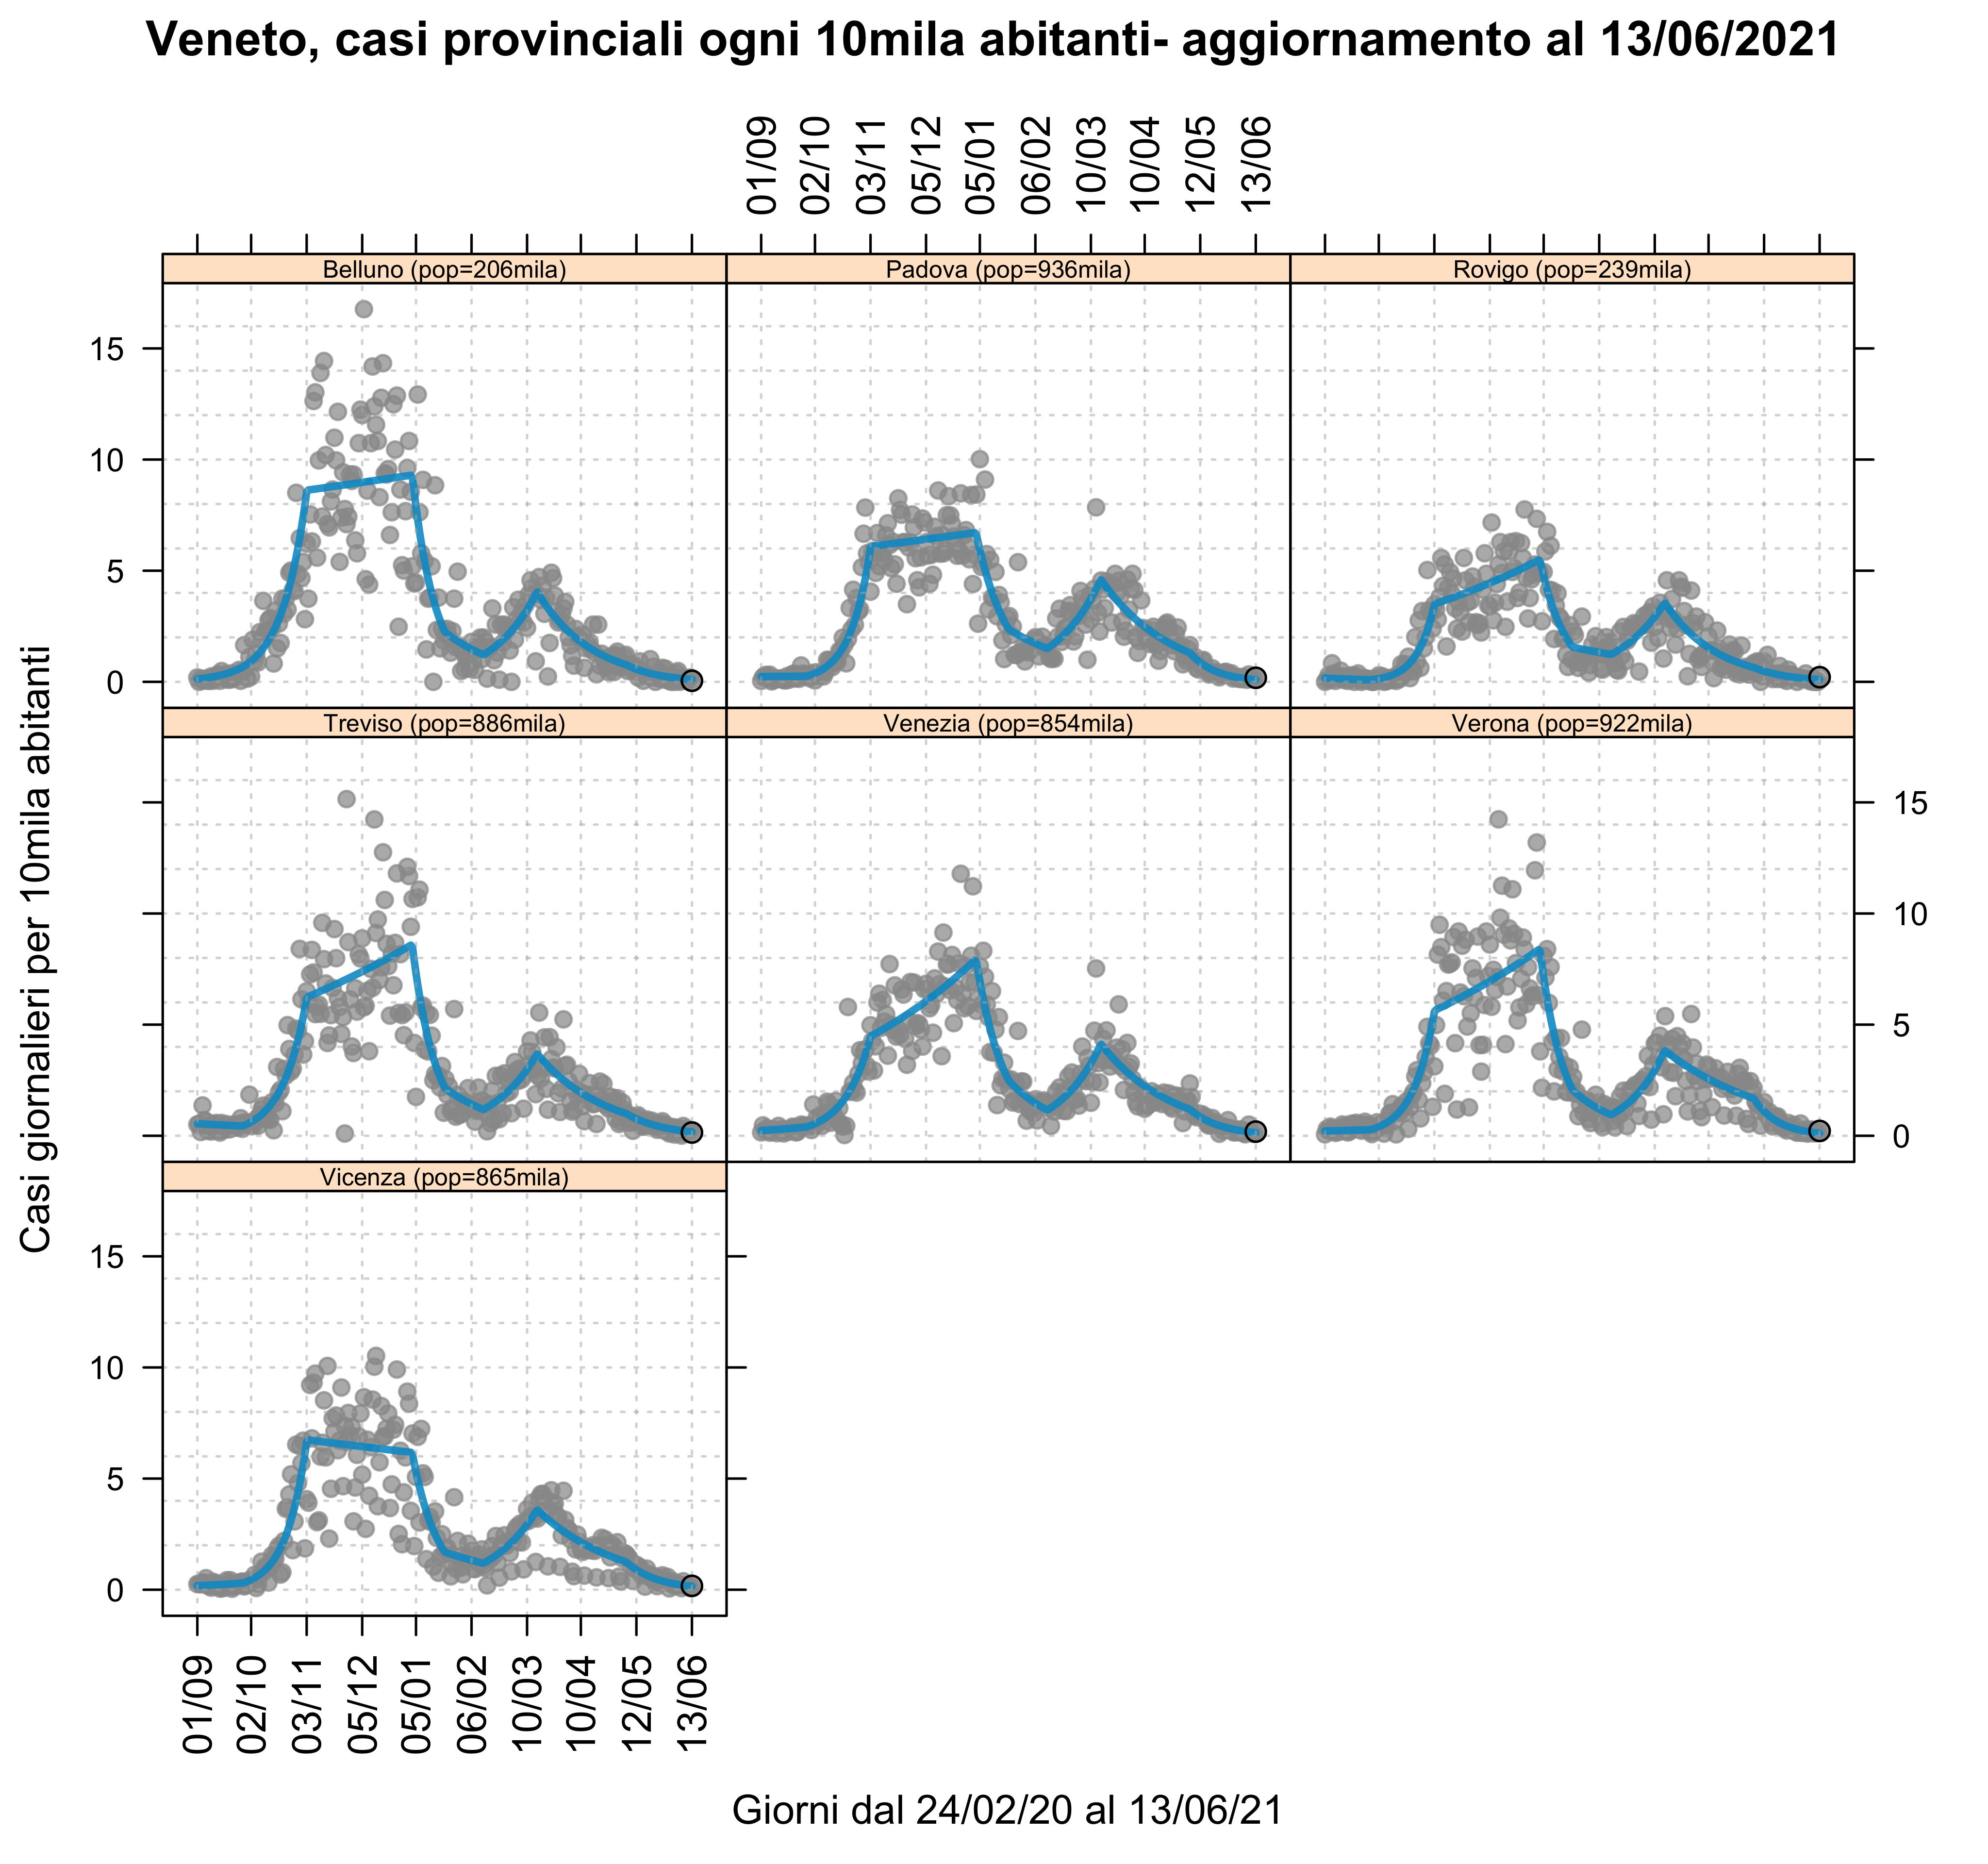 Veneto, casi provinciali ogni 10mila abitanti- aggiornamento al 13/06/2021
01/09 02/10 03/11 05/12 05/01 06/02 10/03 10/04 12/05 13/06
Belluno (pop=206mila) Padova (pop=936mila) Rovigo (pop=239mila)
15
10
5
0
Treviso (pop=886mila) Venezia (pop=854mila) Verona (pop=922mila)
15
10
5
0
Vicenza (pop=865mila)
15
10
5
0
Casi giornalieri per 10mila abitanti
01/09 02/10 03/11 05/12 05/01 06/02 10/03 10/04 12/05 13/06
Giorni dal 24/02/20 al 13/06/21